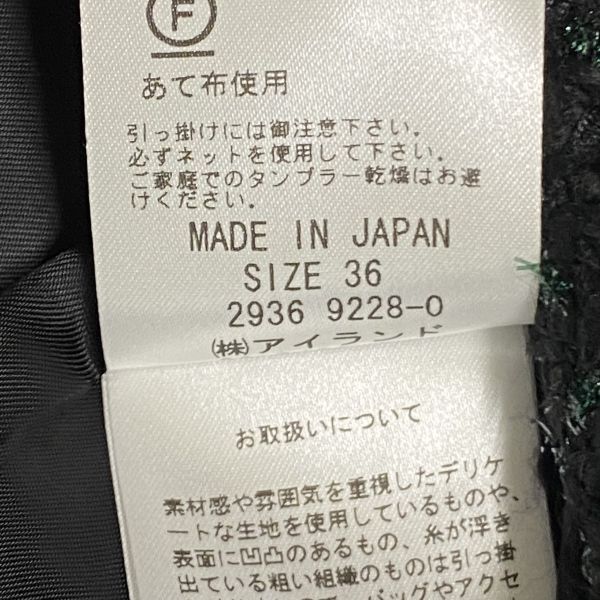 F
あて布使用
引っ掛けには御注意下さい。
必ずネットを使用して下さい。
ご家庭でのタンブラー乾燥はお避
けください。
MADE IN JAPAN
SIZE 36
2936 9228-0
(株)アイランド
お取扱いについて
素材感や雰囲気を重視したデリケ
ートな生地を使用しているものや、
表面に凹凸のあるもの、糸が浮き
出ている粗い組織のものは引っ掛
バッグやアクセ